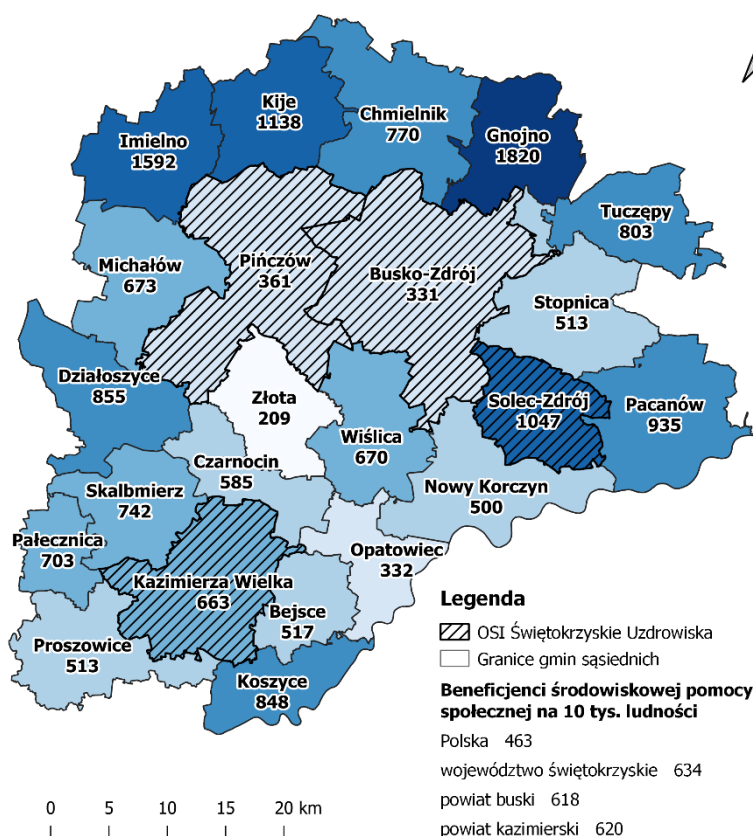 Kije
1138
Chmielnik
770
Gnojno
1820
Imielno
1592
Tuczępy
803
Michałów
673
Pińczów
361
Busko-Zdrój
331
Stopnica
513
Działoszyce
855
Złota
209
Solec-Zdrój
1047
Pacanów
935
Wiślica
670
Czarnocin
585
Skalbmierz
742
Nowy Korczyn
500
Pałecznica
703
Opatowiec
332
Kazimierza Wielka
663
Bejsce
517
Proszowice
513
Koszyce
848
Legenda
OSI Świętokrzyskie Uzdrowiska
Granice gmin sąsiednich
Beneficjenci środowiskowej pomocy
społecznej na 10 tys. ludności
Polska 463
województwo świętokrzyskie 634
powiat buski 618
powiat kazimierski 620
0 5 10 15 20 km